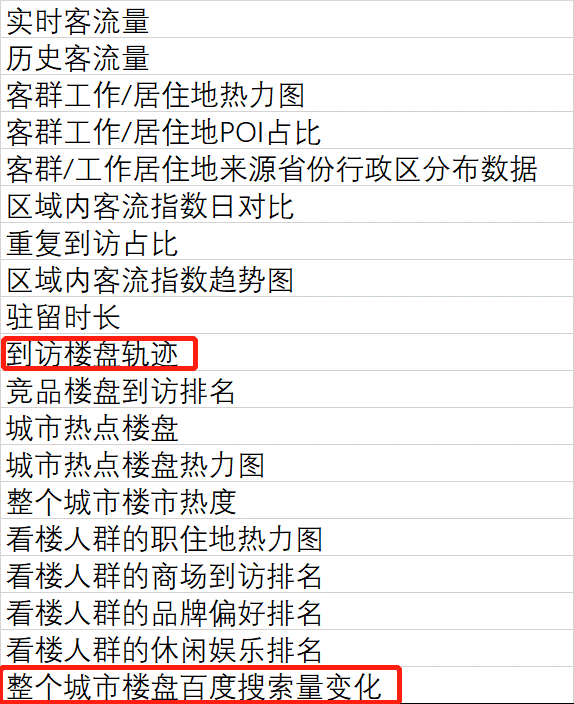 实时客流量
历史客流量
客群工作/居住地热力图
客群工作/居住地POI占比
客群/工作居住地来源省份行政区分布数据
区域内客流指数日对比
重复到访占比
区域内客流指数趋势图
驻留时长
到访楼盘轨迹
竞品楼盘到访排名
城市热点楼盘
城市热点楼盘热力图
整个城市楼市热度
看楼人群的职住地热力图
看楼人群的商场到访排名
看楼人群的品牌偏好排名
看楼人群的休闲娱乐排名
整个城市楼盘百度搜索量变化